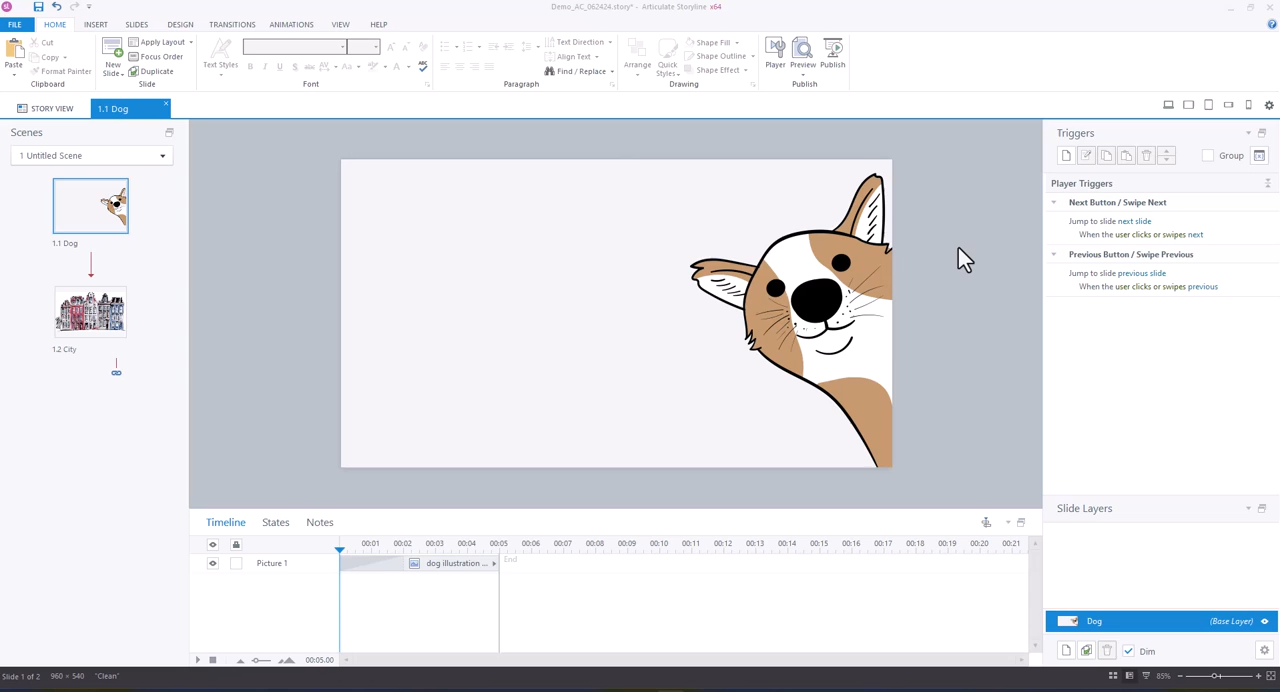 Demo_AC_062424.story* - Articulate Storyline x64
FILE HOME INSERT SLIDES DESIGN TRANSITIONS ANIMATIONS VIEW HELP
Paste
Cut
Copy
Format Painter
Clipboard
New Slide
Apply Layout
Focus Order
Duplicate
Slide
Text Styles
B I U S abc AV Aa A
ABC
Font
Text Direction
Align Text
Find / Replace
Paragraph
Arrange
Quick Styles
Shape Fill
Shape Outline
Shape Effect
Drawing
Player
Preview
Publish
Publish
STORY VIEW
1.1 Dog
Scenes
1 Untitled Scene
1.1 Dog
1.2 City
Triggers
Group
Player Triggers
Next Button / Swipe Next
Jump to slide next slide
When the user clicks or swipes next
Previous Button / Swipe Previous
Jump to slide previous slide
When the user clicks or swipes previous
Timeline States Notes
00:01 00:02 00:03 00:04 00:05 00:06 00:07 00:08 00:09 00:10 00:11 00:12 00:13 00:14 00:15 00:16 00:17 00:18 00:19 00:20 00:21
Picture 1
dog illustration ...
End
00:05.00
Slide Layers
Dog (Base Layer)
Dim
Slide 1 of 2 960 × 540 "Clean"
85%